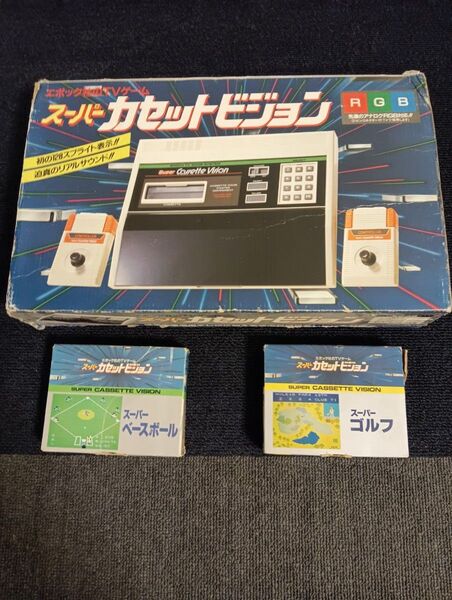 エポック社のTVゲーム
スーパーカセットビジョン
RGB
初の128スプライト表示!!
迫真のリアルサウンド!!
Super Cassette Vision
CASSETTE
CONTROLLER
CONTROLLER
エポック社のTVゲーム
スーパーカセットビジョン
SUPER CASSETTE VISION
スーパー
ベースボール
エポック社のTVゲーム
スーパーカセットビジョン
SUPER CASSETTE VISION
スーパー
ゴルフ